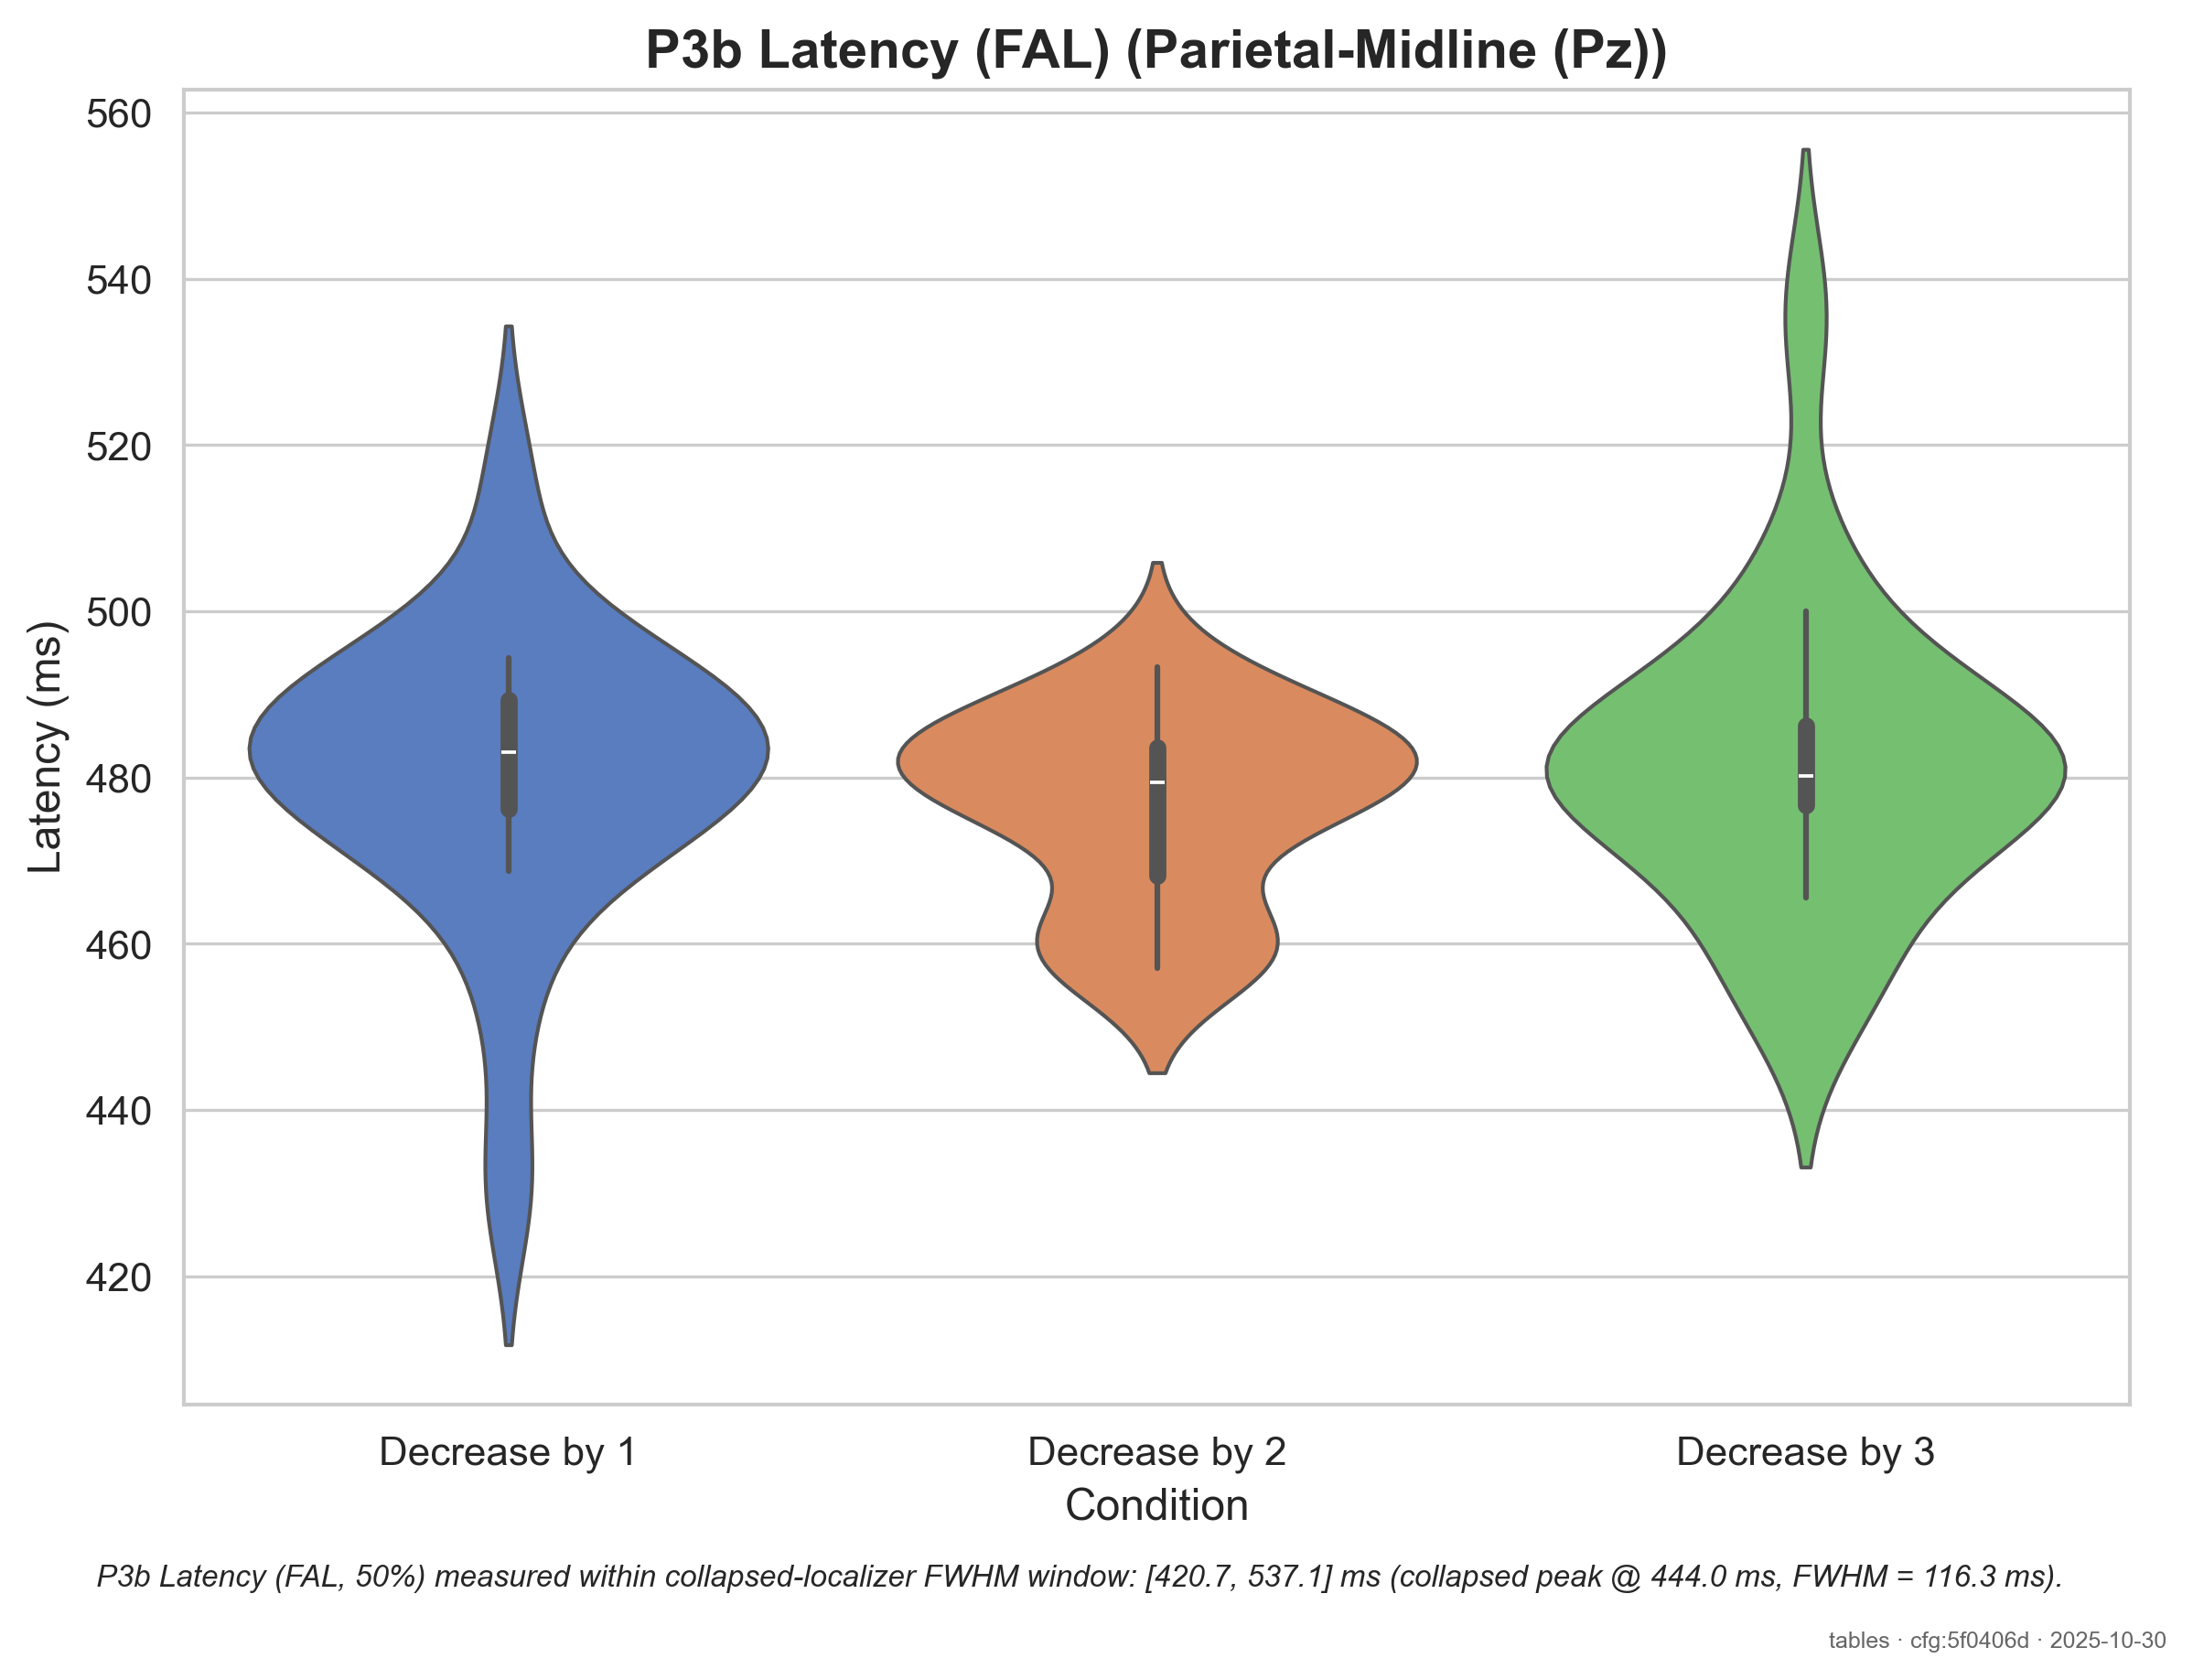 P3b Latency (FAL) (Parietal-Midline (Pz))
560
540
520
500
480
460
440
420
Latency (ms)
Decrease by 1
Decrease by 2
Decrease by 3
Condition
P3b Latency (FAL, 50%) measured within collapsed-localizer FWHM window: [420.7, 537.1] ms (collapsed peak @ 444.0 ms, FWHM = 116.3 ms).
tables · cfg:5f0406d · 2025-10-30